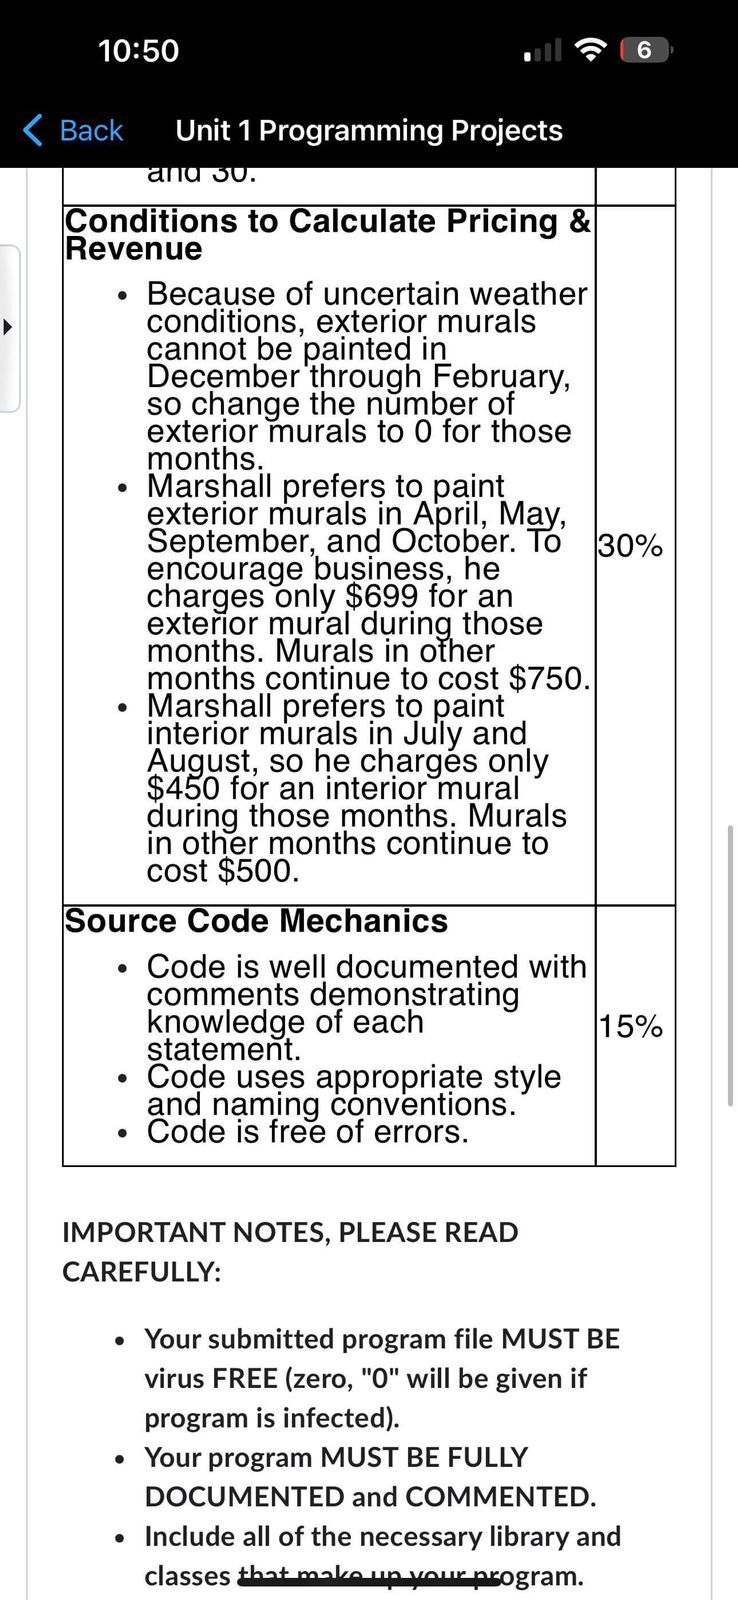 10:50
6
Back
Unit 1 Programming Projects
and 30.
Conditions to Calculate Pricing &
Revenue
• Because of uncertain weather
conditions, exterior murals
cannot be painted in
December through February,
so change the number of
exterior murals to 0 for those
months.
• Marshall prefers to paint
exterior murals in April, May,
September, and October. To
encourage business, he
charges only $699 for an
exterior mural during those
months. Murals in other
months continue to cost $750.
• Marshall prefers to paint
interior murals in July and
August, so he charges only
$450 for an interior mural
during those months. Murals
in other months continue to
cost $500.
30%
Source Code Mechanics
• Code is well documented with
comments demonstrating
knowledge of each
statement.
• Code uses appropriate style
and naming conventions.
• Code is free of errors.
15%
IMPORTANT NOTES, PLEASE READ
CAREFULLY:
• Your submitted program file MUST BE
virus FREE (zero, "0" will be given if
program is infected).
• Your program MUST BE FULLY
DOCUMENTED and COMMENTED.
• Include all of the necessary library and
classes that make up your program.